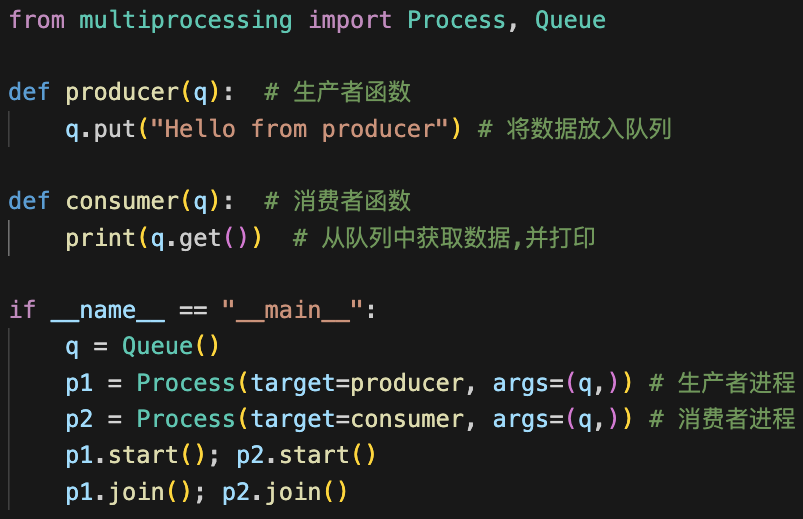 from multiprocessing import Process, Queue
def producer(q):  # 生产者函数
    q.put("Hello from producer") # 将数据放入队列
def consumer(q):  # 消费者函数
    print(q.get())  # 从队列中获取数据,并打印
if __name__ == "__main__":
    q = Queue()
    p1 = Process(target=producer, args=(q,)) # 生产者进程
    p2 = Process(target=consumer, args=(q,)) # 消费者进程
    p1.start(); p2.start()
    p1.join(); p2.join()